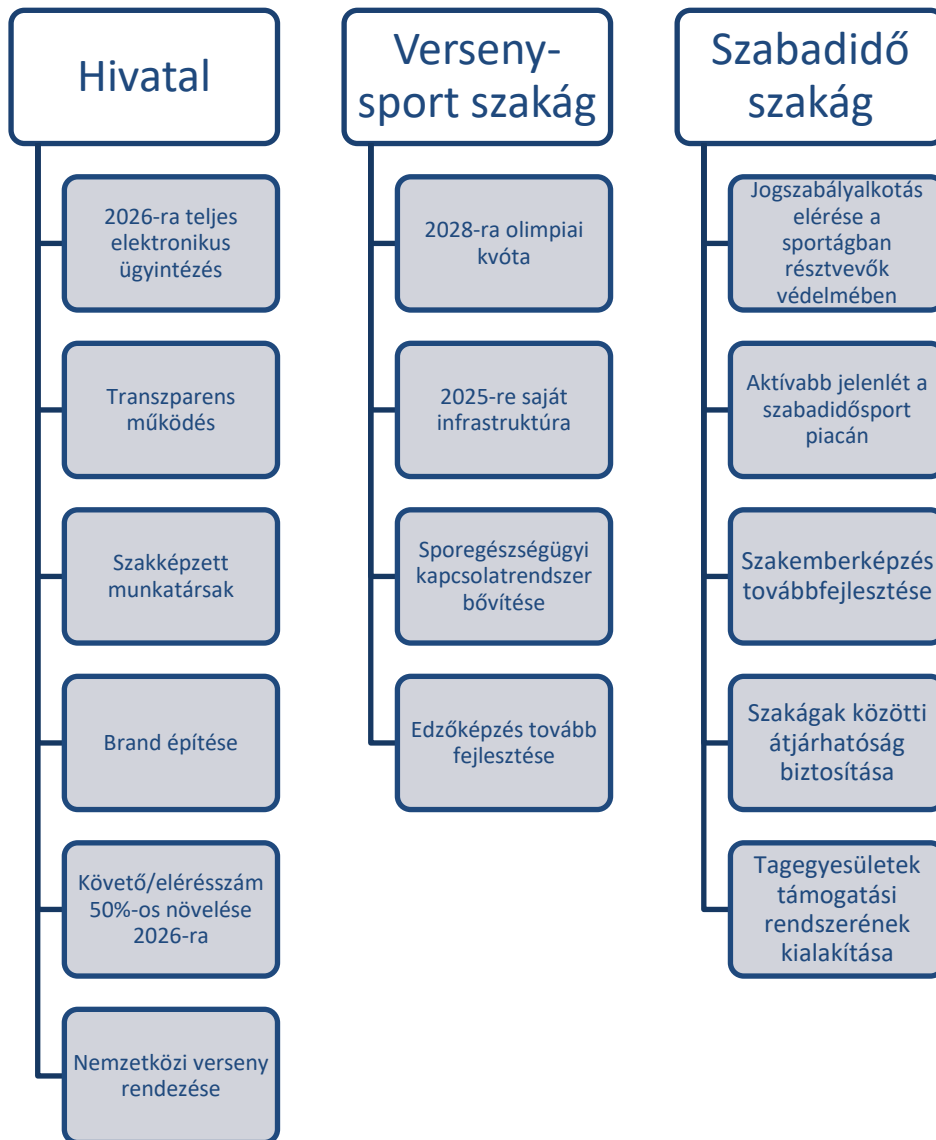 Hivatal
2026-ra teljes
elektronikus
ügyintézés
Transzparens
működés
Szakképzett
munkatársak
Brand építése
Követő/elérésszám
50%-os növelése
2026-ra
Nemzetközi verseny
rendezése
Verseny-
sport szakág
2028-ra olimpiai
kvóta
2025-re saját
infrastruktúra
Sporegészségügyi
kapcsolatrendszer
bővítése
Edzőképzés tovább
fejlesztése
Szabadidő
szakág
Jogszabályalkotás
elérése a
sportágban
résztvevők
védelmében
Aktívabb jelenlét a
szabadidősport
piacán
Szakemberképzés
továbbfejlesztése
Szakágak közötti
átjárhatóság
biztosítása
Tagegyesületek
támogatási
rendszerének
kialakítása